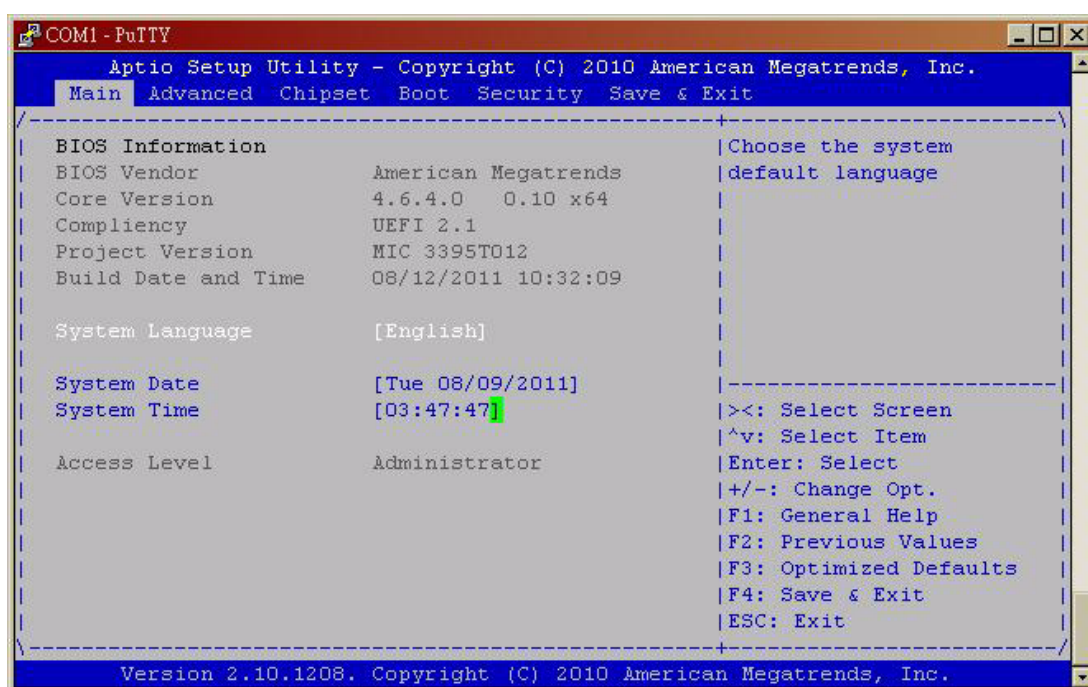 COM1 - PuTTY
Aptio Setup Utility - Copyright (C) 2010 American Megatrends, Inc.
Main Advanced Chipset Boot Security Save & Exit
BIOS Information
BIOS Vendor American Megatrends
Core Version 4.6.4.0 0.10 x64
Compliency UEFI 2.1
Project Version MIC 3395T012
Build Date and Time 08/12/2011 10:32:09
System Language [English]
System Date [Tue 08/09/2011]
System Time [03:47:47]
Access Level Administrator
Choose the system
default language
><: Select Screen
^v: Select Item
Enter: Select
+/-: Change Opt.
F1: General Help
F2: Previous Values
F3: Optimized Defaults
F4: Save & Exit
ESC: Exit
Version 2.10.1208. Copyright (C) 2010 American Megatrends, Inc.